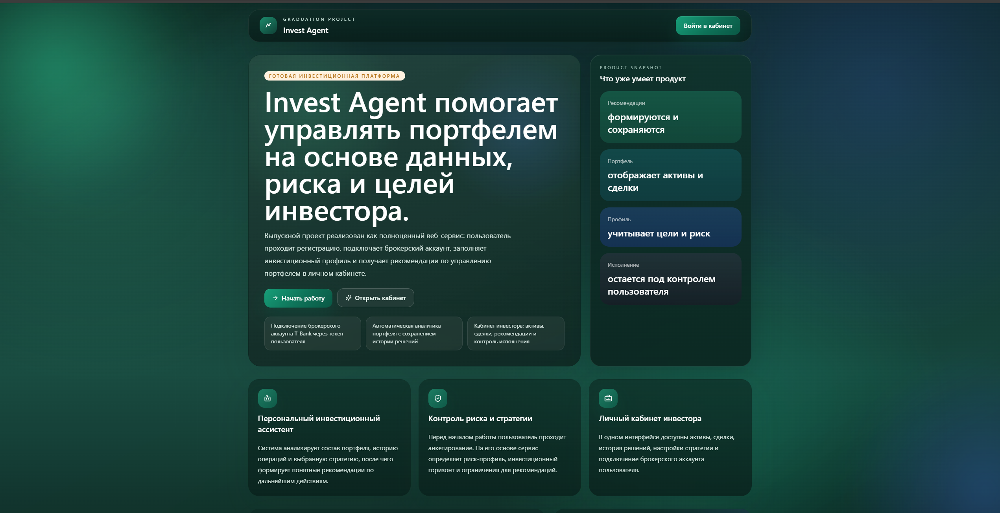 GRADUATION PROJECT
Invest Agent
Войти в кабинет
ГОТОВАЯ ИНВЕСТИЦИОННАЯ ПЛАТФОРМА
Invest Agent помогает
управлять портфелем
на основе данных,
риска и целей
инвестора.
Выпускной проект реализован как полноценный веб-сервис: пользователь
проходит регистрацию, подключает брокерский аккаунт, заполняет
инвестиционный профиль и получает рекомендации по управлению
портфелем в личном кабинете.
Начать работу
Открыть кабинет
Подключение брокерского
аккаунта T-Bank через токен
пользователя
Автоматическая аналитика
портфеля с сохранением
истории решений
Кабинет инвестора: активы,
сделки, рекомендации и
контроль исполнения
PRODUCT SNAPSHOT
Что уже умеет продукт
Рекомендации
формируются и
сохраняются
Портфель
отображает активы и
сделки
Профиль
учитывает цели и риск
Исполнение
остается под контролем
пользователя
Персональный инвестиционный
ассистент
Система анализирует состав портфеля, историю
операций и выбранную стратегию, после чего
формирует понятные рекомендации по
дальнейшим действиям.
Контроль риска и стратегии
Перед началом работы пользователь проходит
анкетирование. На его основе сервис
определяет риск-профиль, инвестиционный
горизонт и ограничения для рекомендаций.
Личный кабинет инвестора
В одном интерфейсе доступны активы, сделки,
история решений, настройки стратегии и
подключение брокерского аккаунта
пользователя.